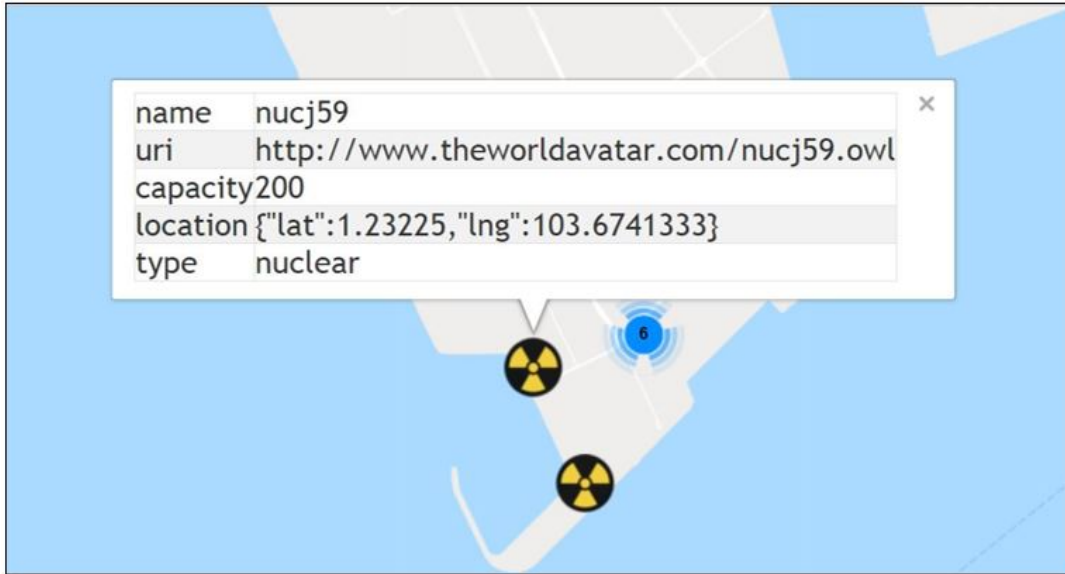 name nucj59
uri http://www.theworldavatar.com/nucj59.owl
capacity 200
location {"lat":1.23225,"lng":103.6741333}
type nuclear
6